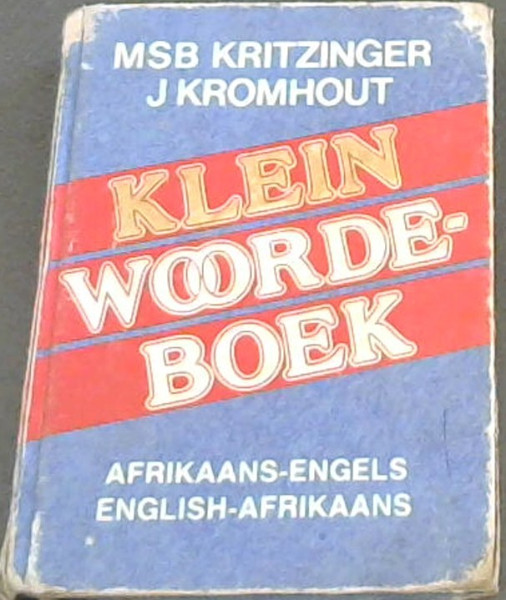 MSB KRITZINGER
J KROMHOUT
KLEIN
WOORDE-
BOEK
AFRIKAANS-ENGELS
ENGLISH-AFRIKAANS